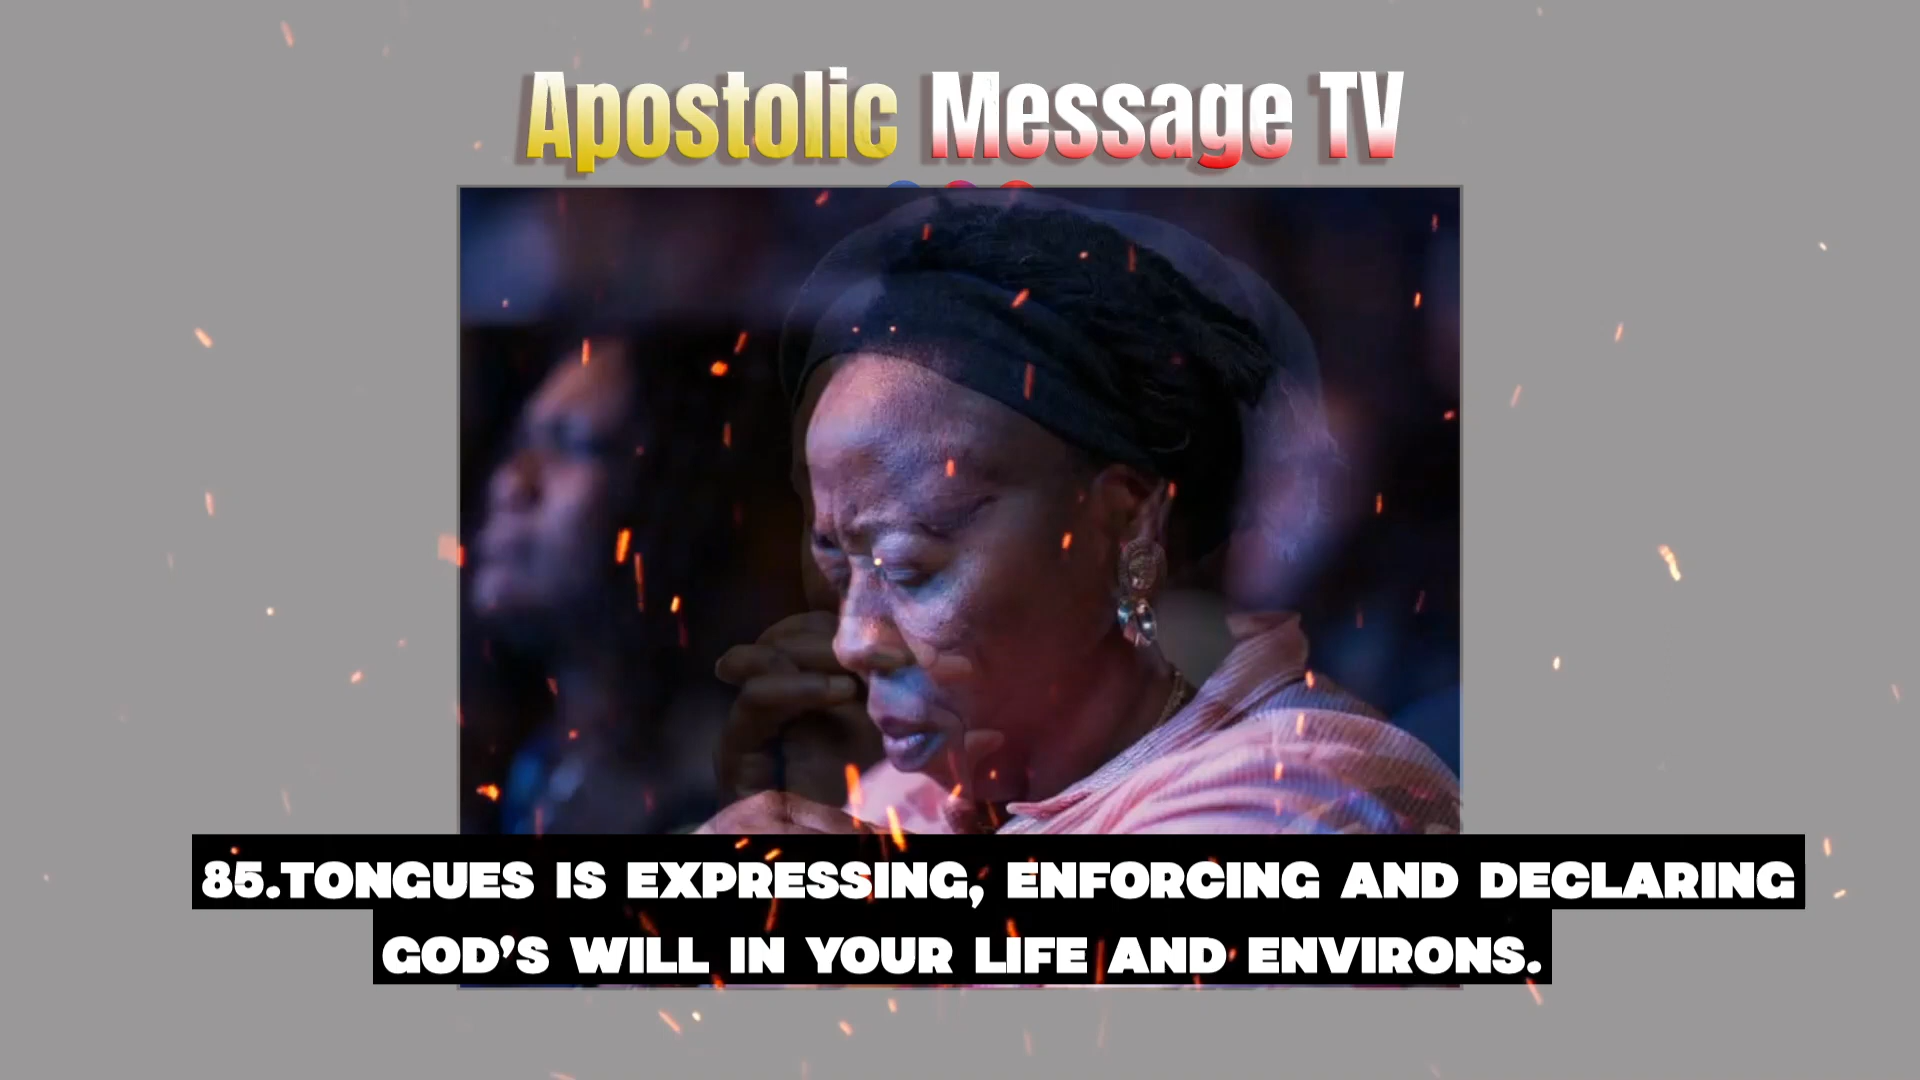 Apostolic Message TV
85.TONGUES IS EXPRESSING, ENFORCING AND DECLARING
GOD'S WILL IN YOUR LIFE AND ENVIRONS.